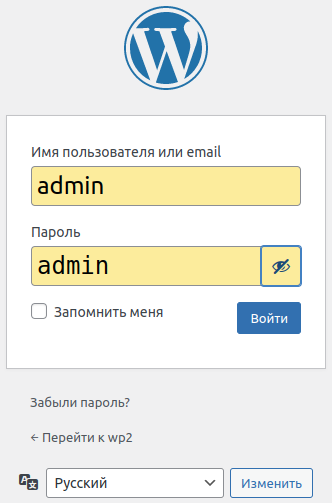 Имя пользователя или email
admin
Пароль
admin
Запомнить меня
Войти
Забыли пароль?
← Перейти к wp2
Русский
Изменить